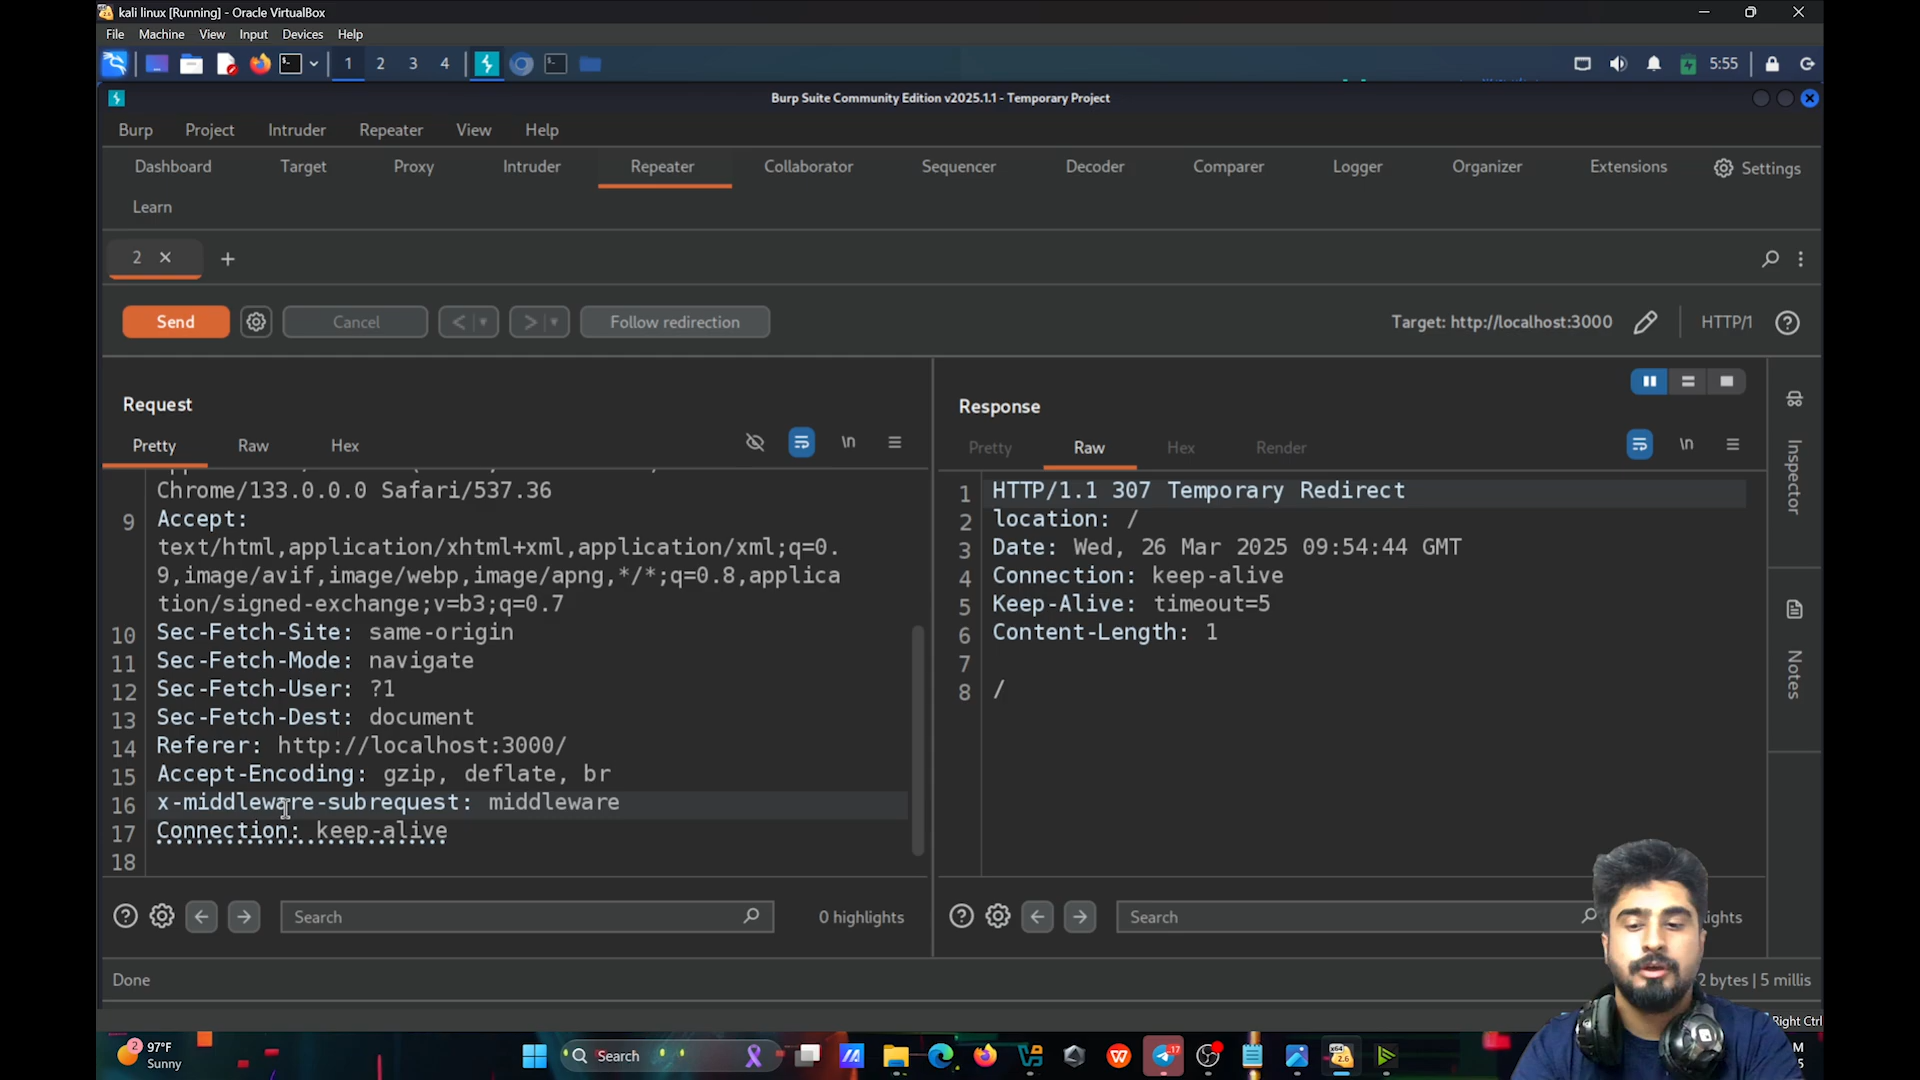 kali linux [Running] - Oracle VirtualBox
File Machine View Input Devices Help
1 2 3 4 5:55
Burp Suite Community Edition v2025.1.1 - Temporary Project
Burp Project Intruder Repeater View Help
Dashboard Target Proxy Intruder Repeater Collaborator Sequencer Decoder Comparer Logger Organizer Extensions Settings
Learn
2
Send Cancel < > Follow redirection Target: http://localhost:3000 HTTP/1
Request
Pretty Raw Hex \n
Chrome/133.0.0.0 Safari/537.36
9 Accept:
text/html,application/xhtml+xml,application/xml;q=0.
9,image/avif,image/webp,image/apng,*/*;q=0.8,applica
tion/signed-exchange;v=b3;q=0.7
10 Sec-Fetch-Site: same-origin
11 Sec-Fetch-Mode: navigate
12 Sec-Fetch-User: ?1
13 Sec-Fetch-Dest: document
14 Referer: http://localhost:3000/
15 Accept-Encoding: gzip, deflate, br
16 x-middleware-subrequest: middleware
17 Connection: keep-alive
18
Search 0 highlights
Response
Pretty Raw Hex Render \n
1 HTTP/1.1 307 Temporary Redirect
2 location: /
3 Date: Wed, 26 Mar 2025 09:54:44 GMT
4 Connection: keep-alive
5 Keep-Alive: timeout=5
6 Content-Length: 1
7
8 /
Search ights
Inspector
Notes
Done
2 bytes | 5 millis
Right Ctrl
2 97°F
Sunny
Search
17